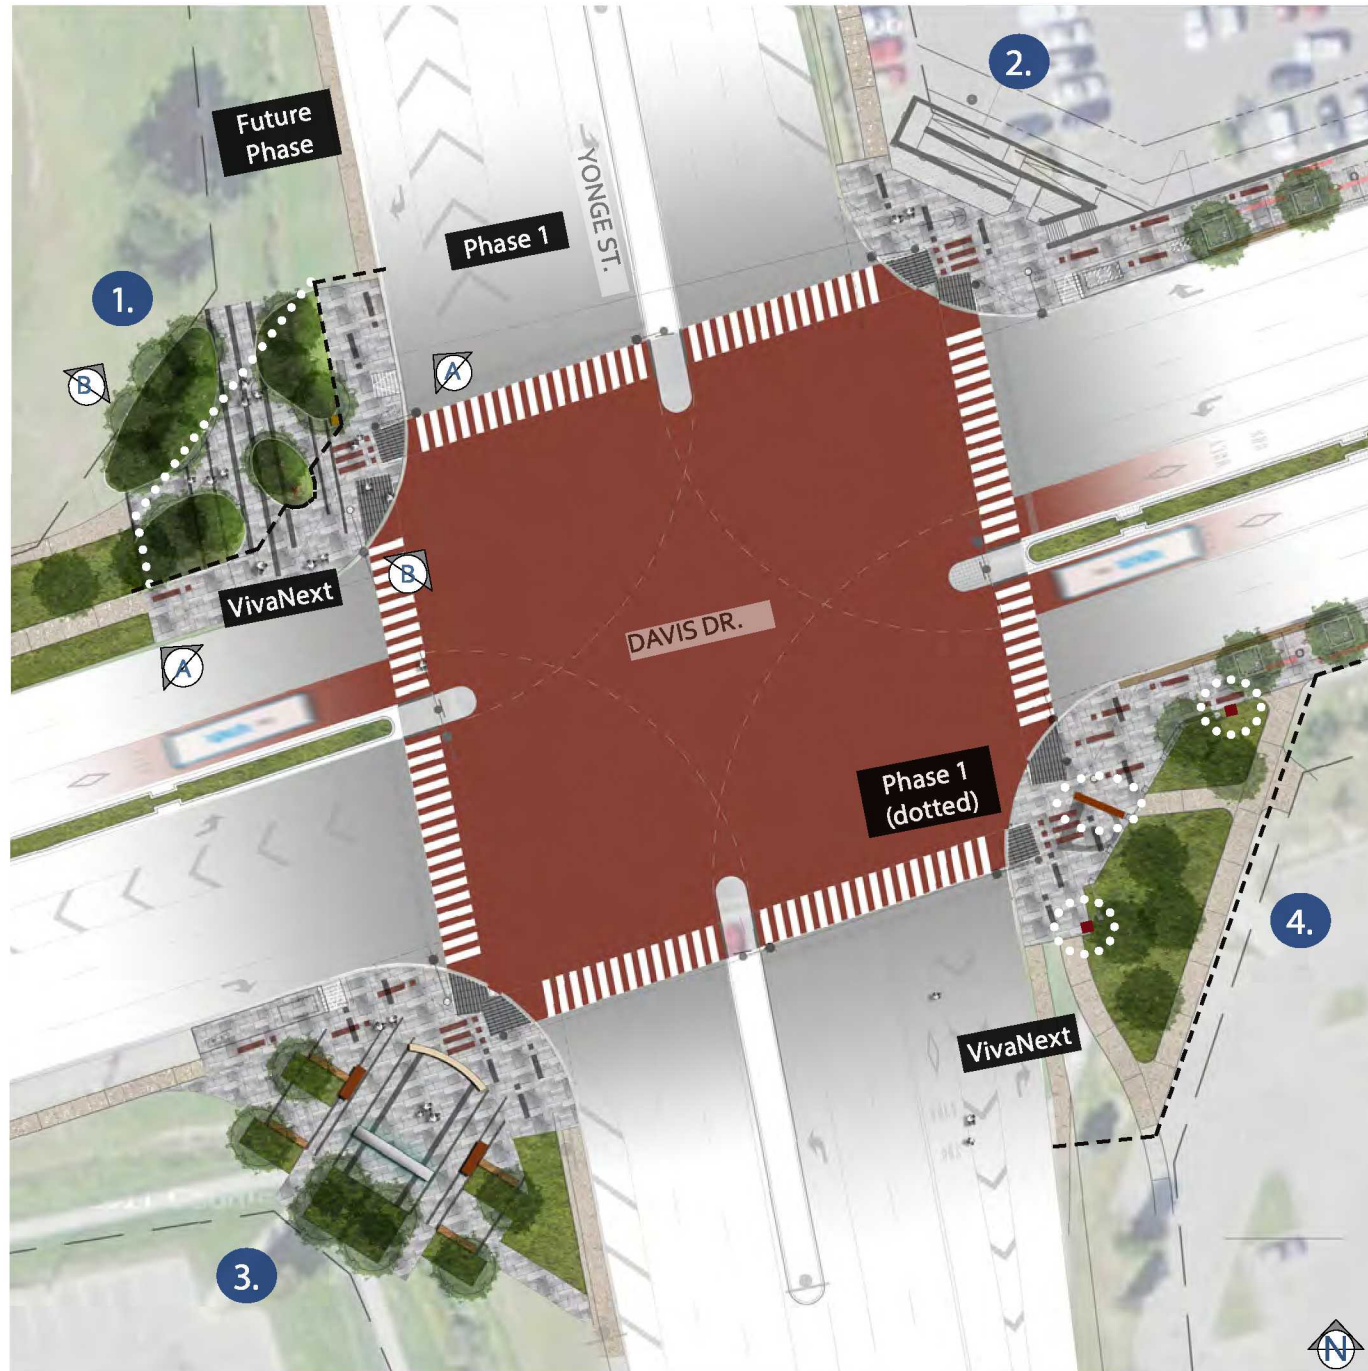 2.
Future
Phase
YONGE ST.
Phase 1
1.
B
A
B
VivaNext
DAVIS DR.
A
Phase 1
(dotted)
4.
VivaNext
3.
N